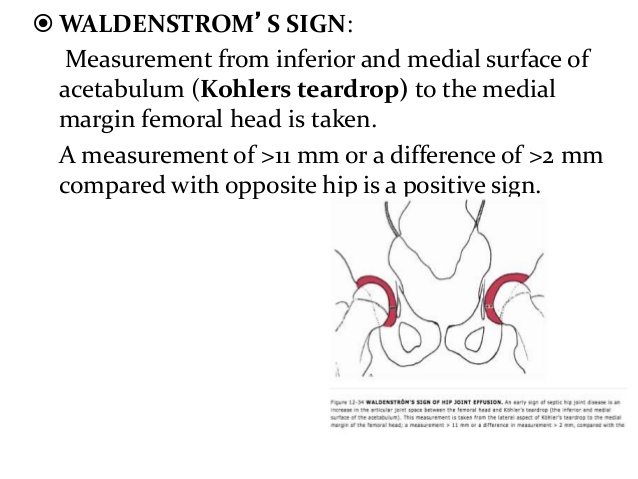 WALDENSTROM’S SIGN:
Measurement from inferior and medial surface of
acetabulum (Kohlers teardrop) to the medial
margin femoral head is taken.
A measurement of >11 mm or a difference of >2 mm
compared with opposite hip is a positive sign.
Figure 12-34 WALDENSTRÖM'S SIGN OF HIP JOINT EFFUSION. An early sign of septic hip joint disease is an
increase in the articular joint space between the femoral head and Köhler's teardrop (the inferior and medial
surface of the acetabulum). This measurement is taken from the lateral aspect of Köhler's teardrop to the medial
margin of the femoral head; a measurement > 11 mm or a difference in measurement > 2 mm, compared with the